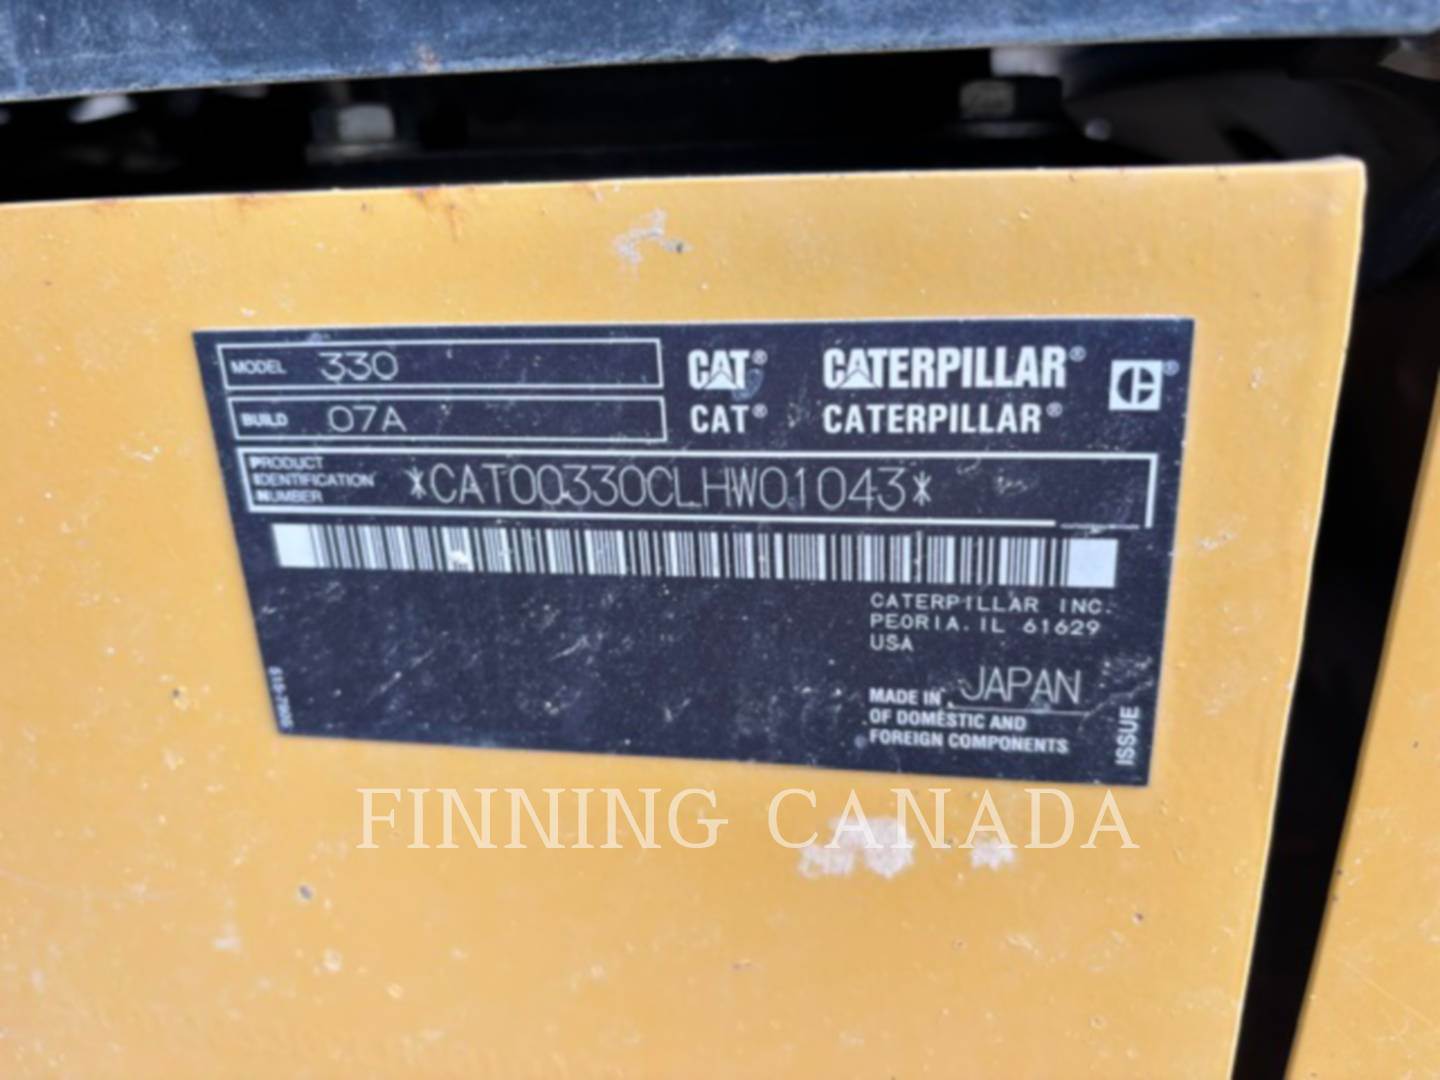 MODEL 330
BUILD 07A
CAT® CATERPILLAR®
CAT® CATERPILLAR®
PRODUCT IDENTIFICATION NUMBER *CAT00330CLHW01043*
CATERPILLAR INC.
PEORIA. IL 61629
USA
MADE IN JAPAN
OF DOMESTIC AND
FOREIGN COMPONENTS
ISSUE
FINNING CANADA